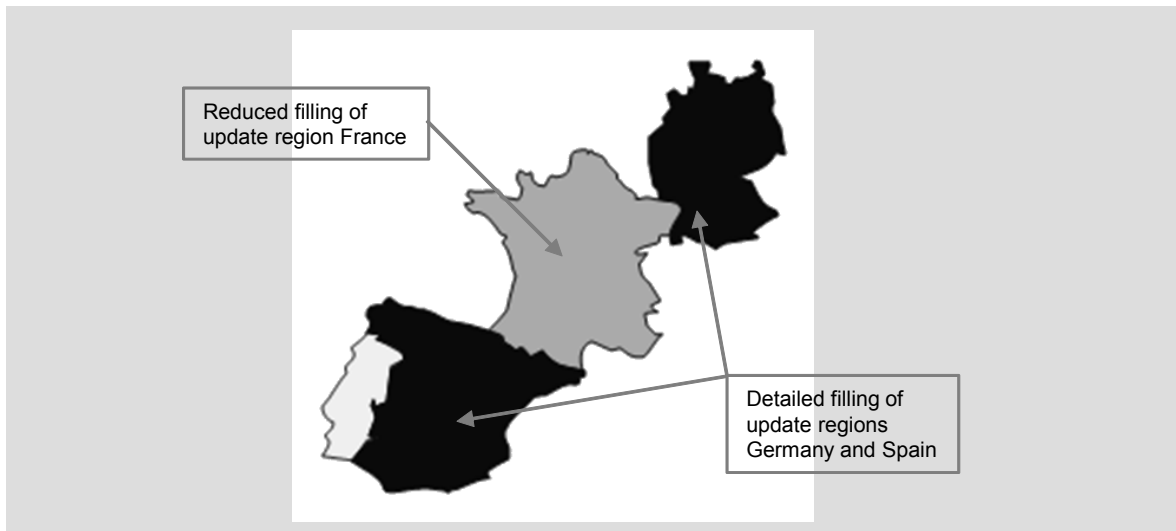 Reduced filling of
update region France
Detailed filling of
update regions
Germany and Spain